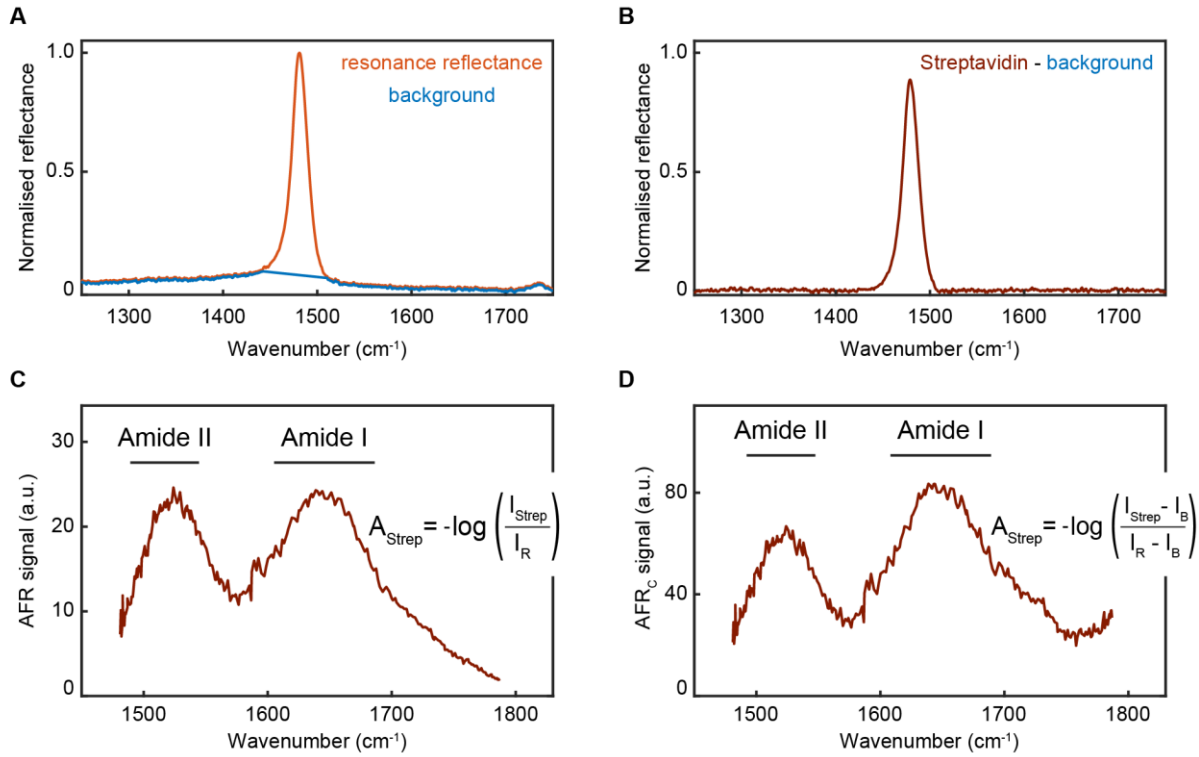 A
resonance reflectance
background
Normalised reflectance
1.0
0.5
0
1300
1400
1500
1600
1700
Wavenumber (cm⁻¹)
B
Streptavidin - background
Normalised reflectance
1.0
0.5
0
1300
1400
1500
1600
1700
Wavenumber (cm⁻¹)
C
Amide II
Amide I
A_Strep = -log (I_Strep / I_R)
AFR signal (a.u.)
30
20
10
0
1500
1600
1700
1800
Wavenumber (cm⁻¹)
D
Amide II
Amide I
A_Strep = -log (I_Strep - I_B / I_R - I_B)
AFR_C signal (a.u.)
80
40
0
1500
1600
1700
1800
Wavenumber (cm⁻¹)